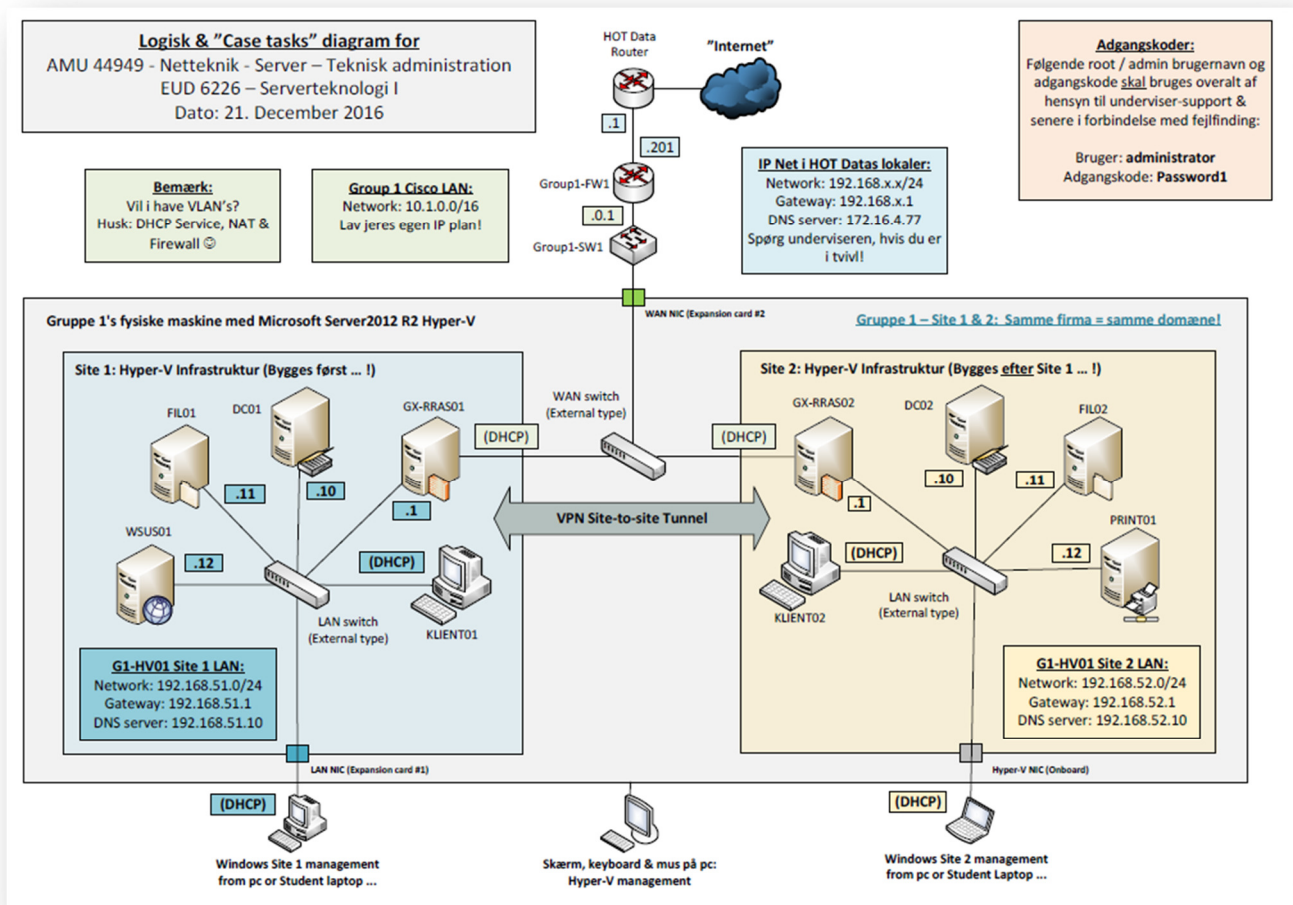 Logisk & ”Case tasks” diagram for
AMU 44949 - Netteknik - Server – Teknisk administration
EUD 6226 – Serverteknologi I
Dato: 21. December 2016
HOT Data
Router
”Internet”
Adgangskoder:
Følgende root / admin brugernavn og
adgangskode skal bruges overalt af
hensyn til underviser-support &
senere i forbindelse med fejlfinding:
Bruger: administrator
Adgangskode: Password1
.1
.201
Bemærk:
Vil i have VLAN’s?
Husk: DHCP Service, NAT &
Firewall ☺
Group 1 Cisco LAN:
Network: 10.1.0.0/16
Lav jeres egen IP plan!
Group1-FW1
.0.1
Group1-SW1
IP Net i HOT Datas lokaler:
Network: 192.168.x.x/24
Gateway: 192.168.x.1
DNS server: 172.16.4.77
Spørg underviseren, hvis du er
i tvivl!
WAN NIC (Expansion card #2
Gruppe 1's fysiske maskine med Microsoft Server2012 R2 Hyper-V
Gruppe 1 – Site 1 & 2: Samme firma = samme domæne!
Site 1: Hyper-V Infrastruktur (Bygges først ... !)
FIL01
DC01
GX-RRAS01
(DHCP)
.11
.10
.1
WSUS01
.12
(DHCP)
KLIENT01
LAN switch
(External type)
G1-HV01 Site 1 LAN:
Network: 192.168.51.0/24
Gateway: 192.168.51.1
DNS server: 192.168.51.10
WAN switch
(External type)
VPN Site-to-site Tunnel
Site 2: Hyper-V Infrastruktur (Bygges efter Site 1 ... !)
(DHCP)
GX-RRAS02
DC02
FIL02
.10
.11
.1
PRINT01
(DHCP)
.12
KLIENT02
LAN switch
(External type)
G1-HV01 Site 2 LAN:
Network: 192.168.52.0/24
Gateway: 192.168.52.1
DNS server: 192.168.52.10
LAN NIC (Expansion card #1)
Hyper-V NIC (Onboard)
(DHCP)
(DHCP)
Windows Site 1 management
from pc or Student laptop ...
Skærm, keyboard & mus på pc:
Hyper-V management
Windows Site 2 management
from pc or Student Laptop ...